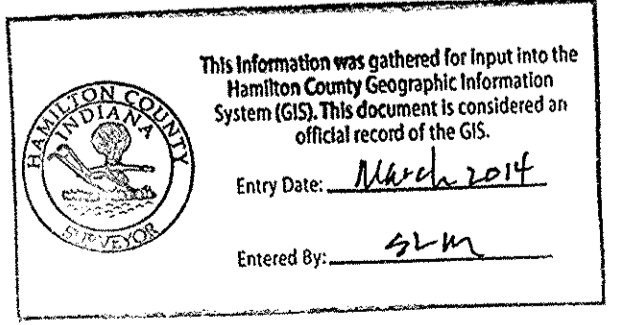 This information was gathered for input into the
Hamilton County Geographic Information
System (GIS). This document is considered an
official record of the GIS.
HAMILTON COUNTY
INDIANA
SURVEYOR
Entry Date: March 2014
Entered By: SLM